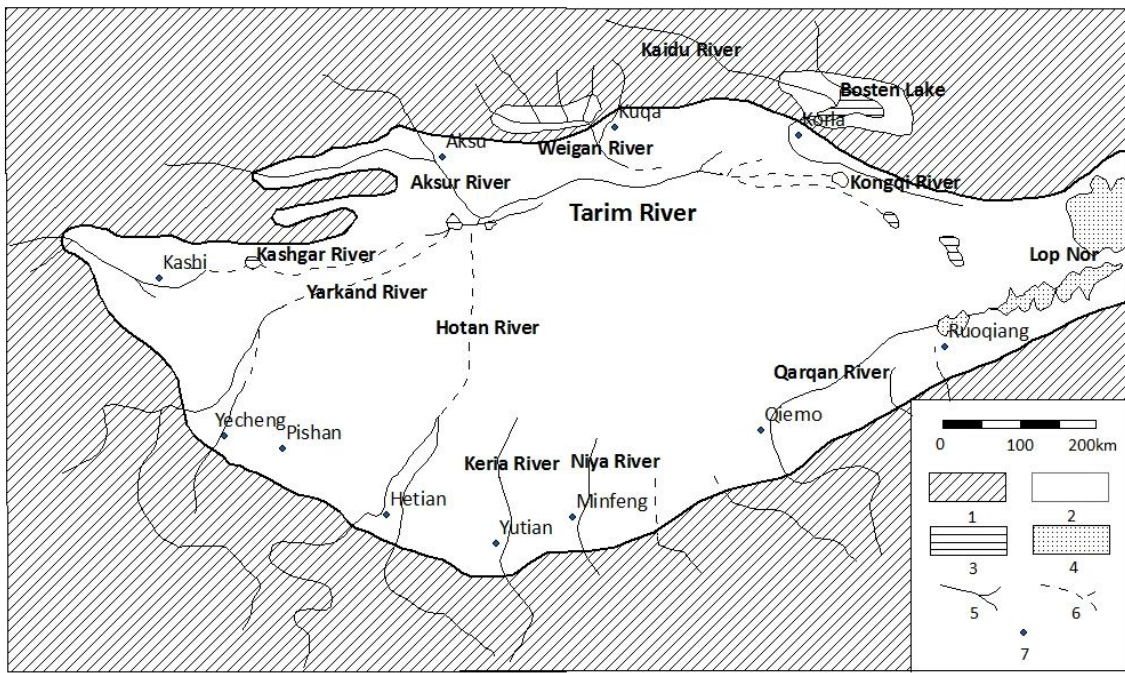 Kaidu River
Bosten Lake
Kuqa
Korla
Weigan River
Aksu
Aksur River
Kongqi River
Tarim River
Kashgar River
Lop Nor
Kashi
Yarkand River
Hotan River
Ruoqiang
Qarqan River
Yecheng
Pishan
Qiemo
Keria River
Niya River
Hetian
Minfeng
Yutian
0 100 200km
1 2
3 4
5 6
7